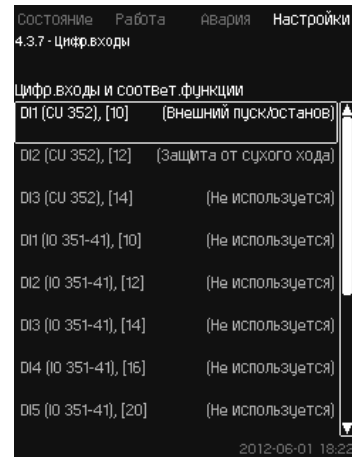 Состояние Работа Авария Настройки
4.3.7 - Цифр.входы
Цифр.входы и соответ.функции
DI1 (CU 352), [10] (Внешний пуск/останов)
DI2 (CU 352), [12] (Защита от сухого хода)
DI3 (CU 352), [14] (Не используется)
DI1 (IO 351-41), [10] (Не используется)
DI2 (IO 351-41), [12] (Не используется)
DI3 (IO 351-41), [14] (Не используется)
DI4 (IO 351-41), [16] (Не используется)
DI5 (IO 351-41), [20] (Не используется)
2012-06-01 18:22